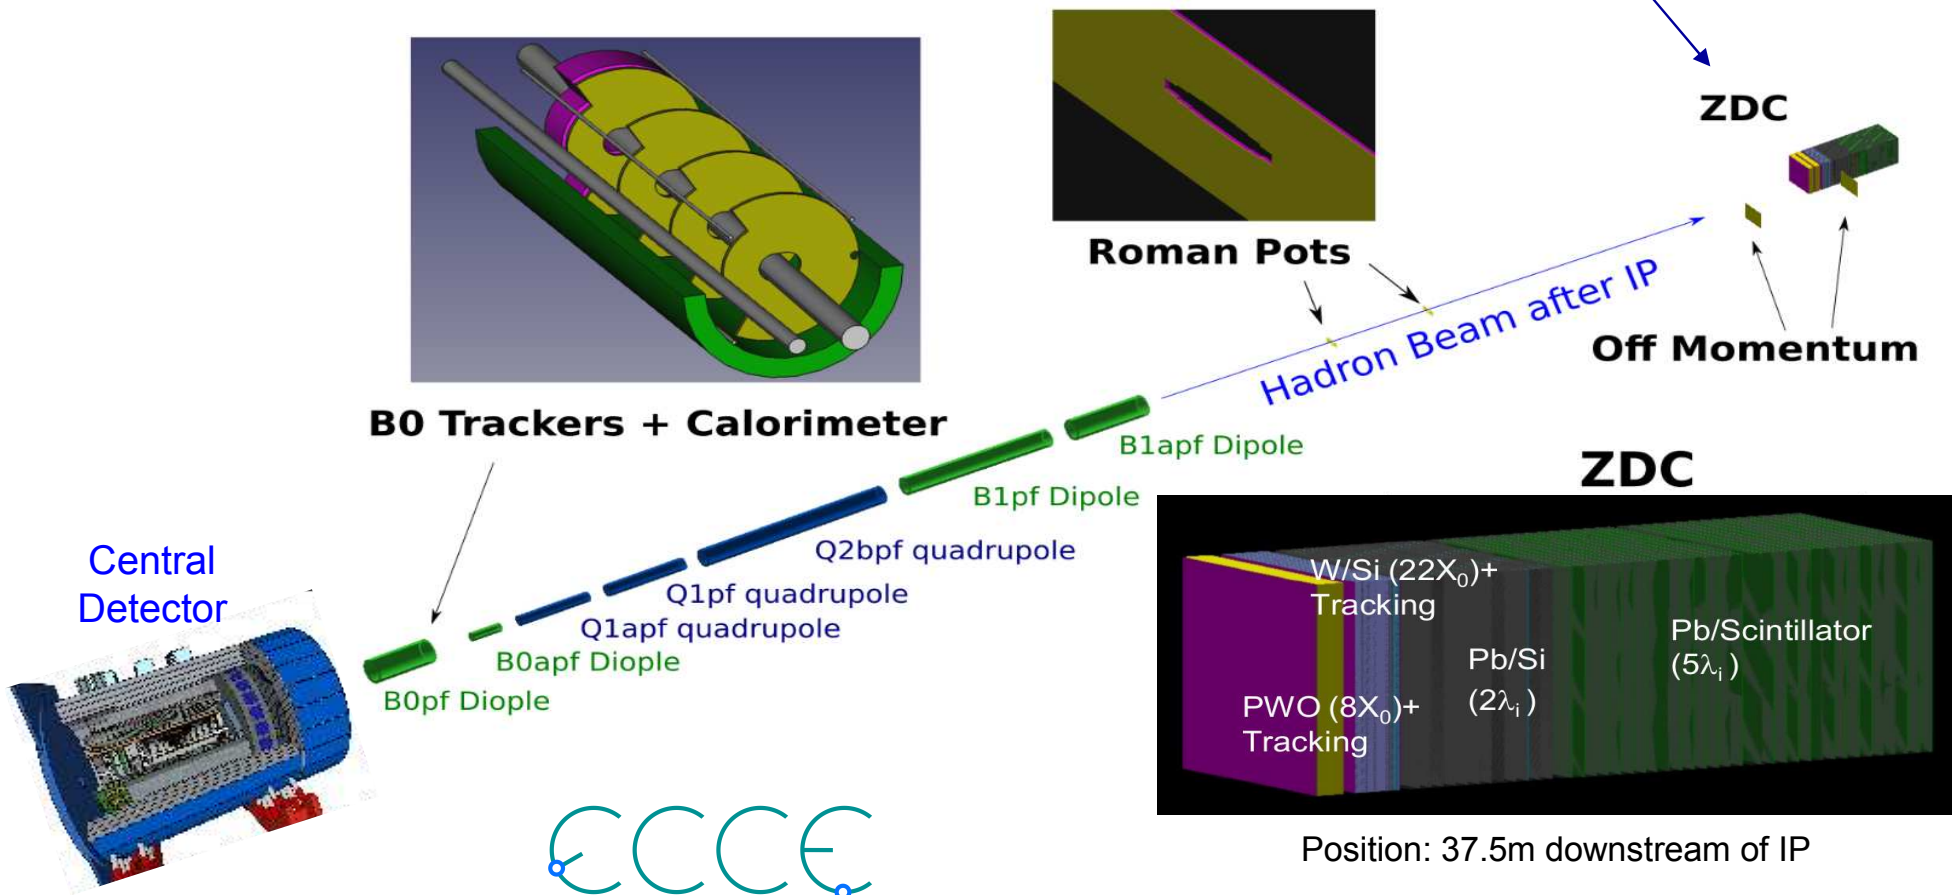 ZDC
Roman Pots
Hadron Beam after IP
Off Momentum
B0 Trackers + Calorimeter
B1apf Dipole
B1pf Dipole
Q2bpf quadrupole
Q1pf quadrupole
Q1apf quadrupole
B0apf Diople
B0pf Diople
Central
Detector
ZDC
W/Si (22X₀)+
Tracking
Pb/Scintillator
(5λᵢ)
Pb/Si
(2λᵢ)
PWO (8X₀)+
Tracking
Position: 37.5m downstream of IP
ECCE